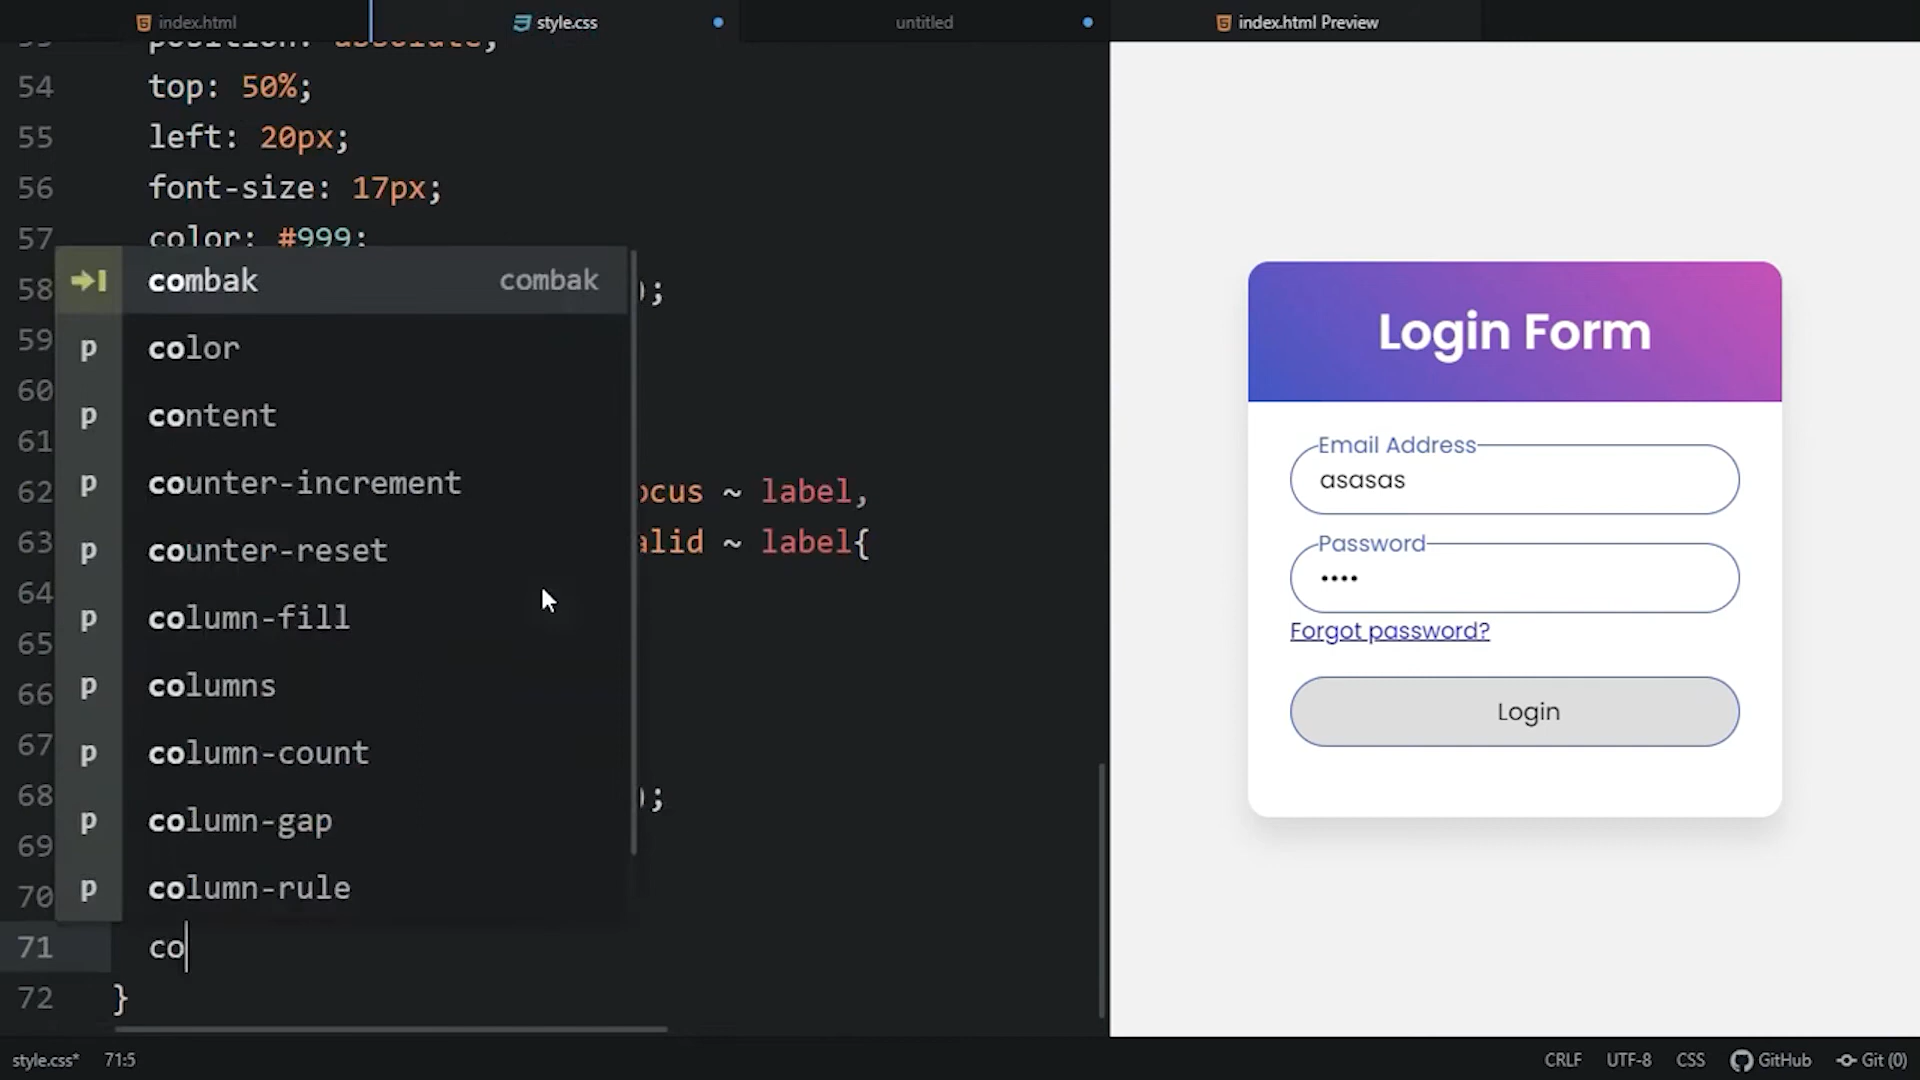 index.html
style.css
untitled
index.html Preview
position: absolute;
54 top: 50%;
55 left: 20px;
56 font-size: 17px;
57 color: #999;
combak combak
58 );
p color
59
p content
60
61
p counter-increment
62 ocus ~ label,
63 alid ~ label{
p counter-reset
64
p column-fill
65
p columns
66
67
p column-count
68 );
p column-gap
69
p column-rule
70
71 co
72 }
Login Form
Email Address
asasas
Password
••••
Forgot password?
Login
style.css* 71:5
CRLF UTF-8 CSS GitHub Git (0)